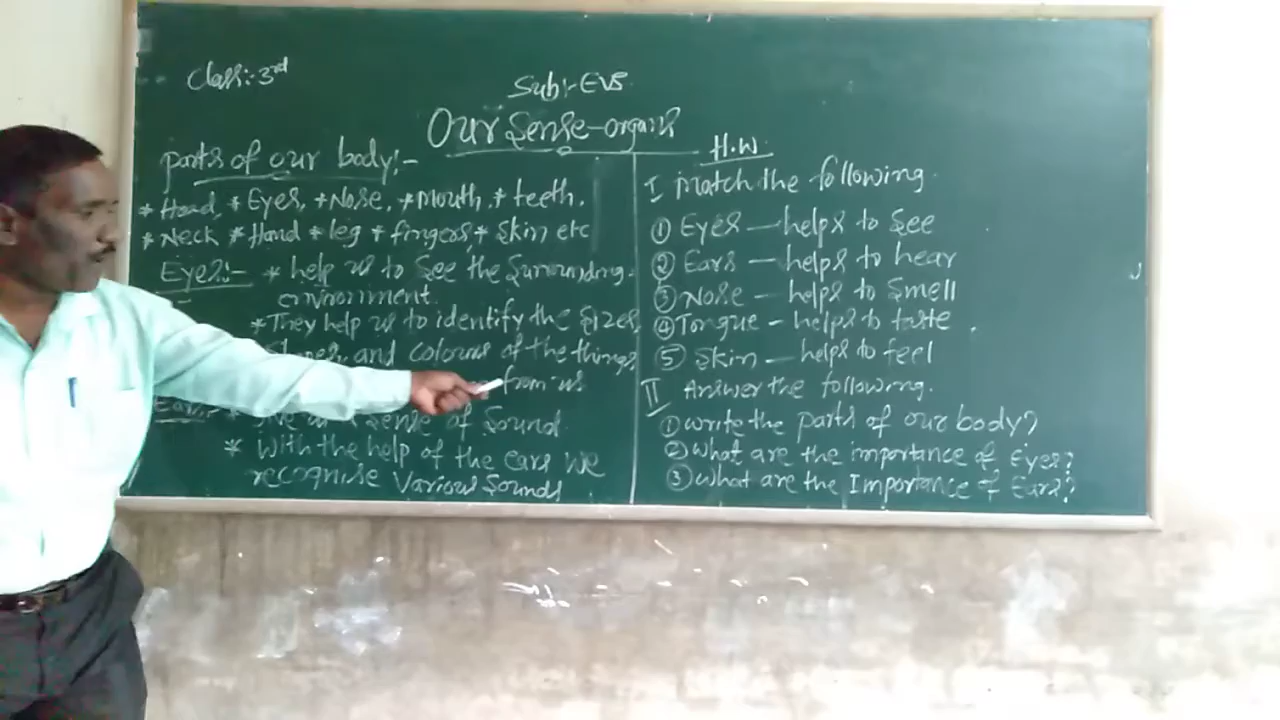 Class:- 3rd
Sub:- EVS
Our Sense-organs
parts of our body:-
* Head, * Eyes, * Nose, * Mouth, * teeth,
* Neck * Hand * leg * fingers, * Skin etc
Eyes:- * help us to See the Surrounding
environment.
* They help us to identify the Sizes,
and colours of the things
from us
Ears:- * us a Sense of Sound
* With the help of the ears we
recognise Various Sounds
H.W
I Match the following
① Eyes — helps to See
② Ears — helps to hear
③ Nose — helps to Smell
④ Tongue — helps to taste
⑤ Skin — helps to feel
II Answer the following.
① Write the parts of our body?
② What are the importance of Eyes?
③ What are the Importance of Ears?